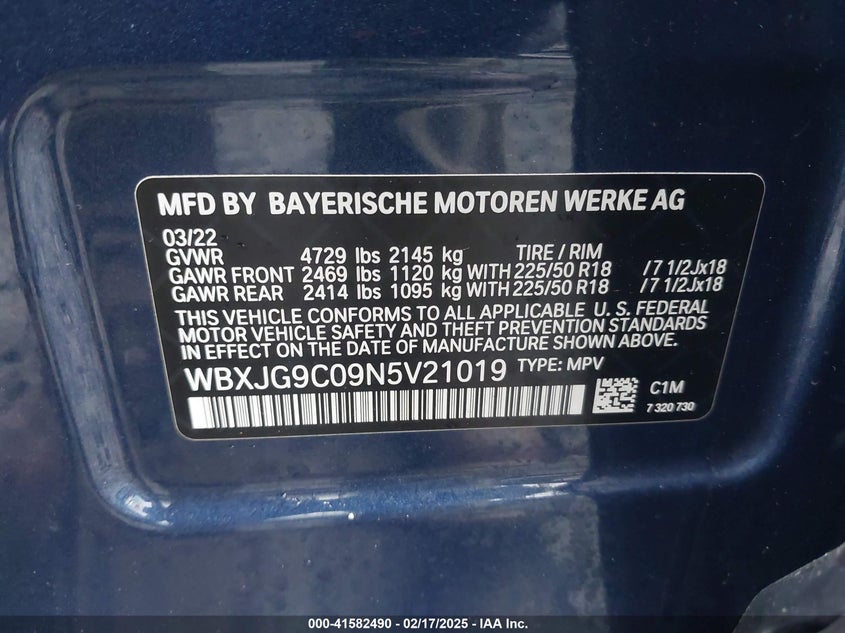 MFD BY BAYERISCHE MOTOREN WERKE AG
03/22
GVWR 4729 lbs 2145 kg TIRE / RIM
GAWR FRONT 2469 lbs 1120 kg WITH 225/50 R18 /7 1/2Jx18
GAWR REAR 2414 lbs 1095 kg WITH 225/50 R18 /7 1/2Jx18
THIS VEHICLE CONFORMS TO ALL APPLICABLE U. S. FEDERAL
MOTOR VEHICLE SAFETY AND THEFT PREVENTION STANDARDS
IN EFFECT ON THE DATE OF MANUFACTURE SHOWN ABOVE.
WBXJG9C09N5V21019 TYPE: MPV
C1M
7 320 730
000-41582490 - 02/17/2025 - IAA Inc.